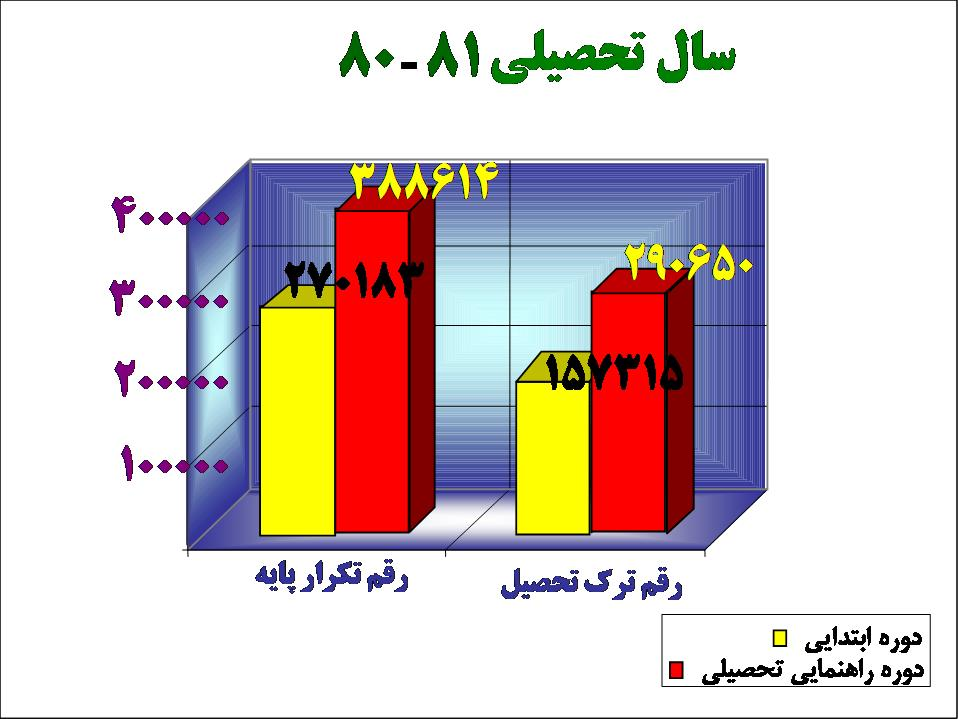 سال تحصیلی ۸۱ - ۸۰
۳۸۸۶۱۴
۴۰۰۰۰۰
۲۹۰۶۵۰
۲۷۰۱۸۳
۳۰۰۰۰۰
۱۵۷۳۱۵
۲۰۰۰۰۰
۱۰۰۰۰۰
رقم تکرار پایه
رقم ترک تحصیل
دوره ابتدایی
دوره راهنمایی تحصیلی